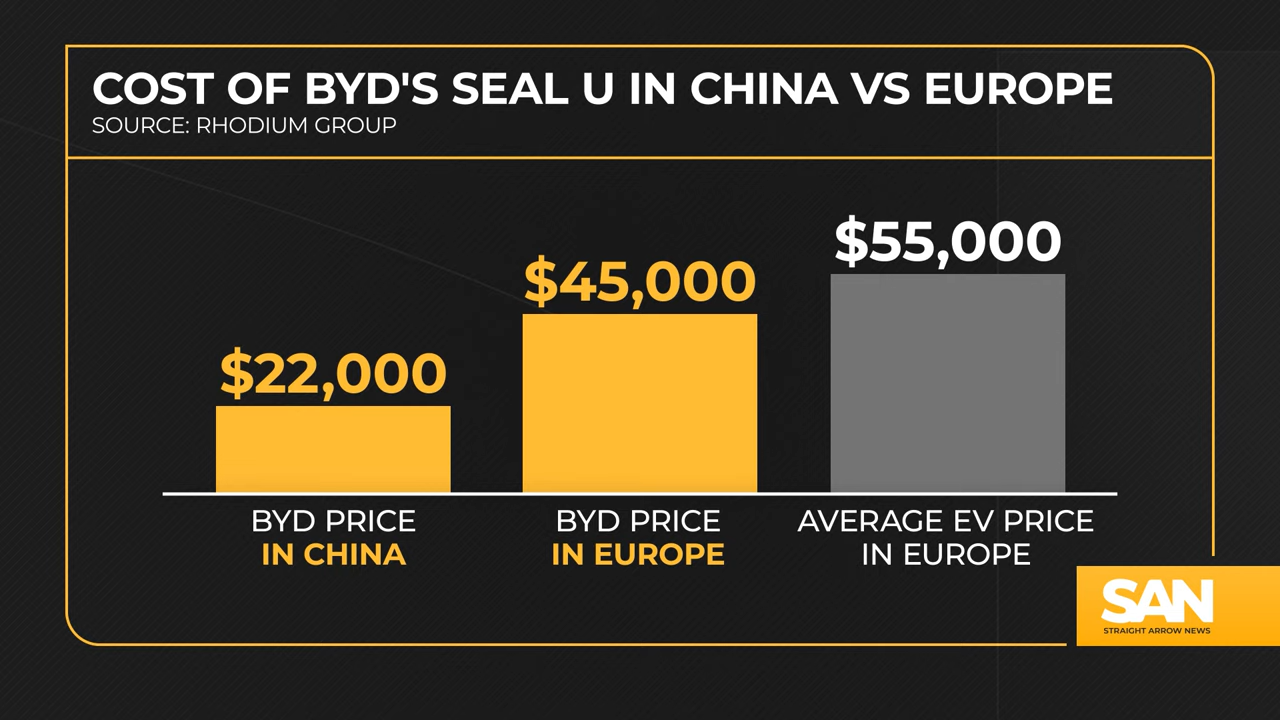 COST OF BYD'S SEAL U IN CHINA VS EUROPE
SOURCE: RHODIUM GROUP
$22,000
$45,000
$55,000
BYD PRICE
IN CHINA
BYD PRICE
IN EUROPE
AVERAGE EV PRICE
IN EUROPE
SAN
STRAIGHT ARROW NEWS